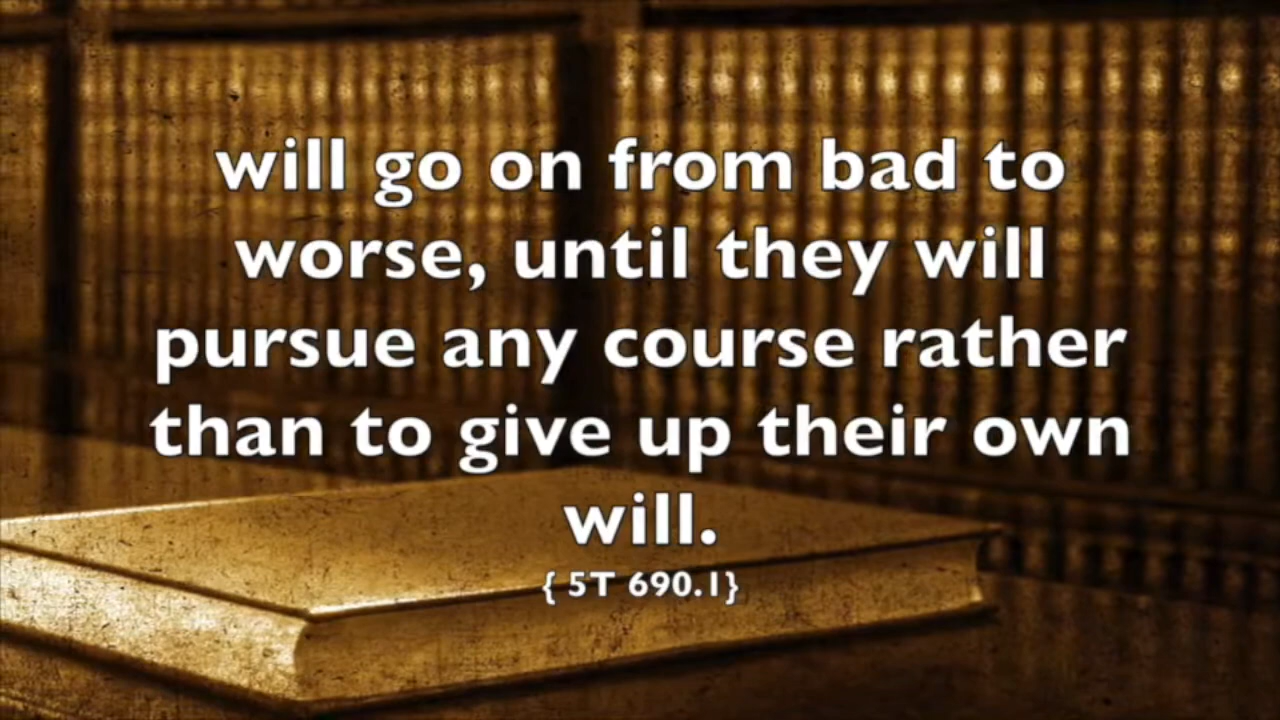 will go on from bad to
worse, until they will
pursue any course rather
than to give up their own
will.
{ 5T 690.1}